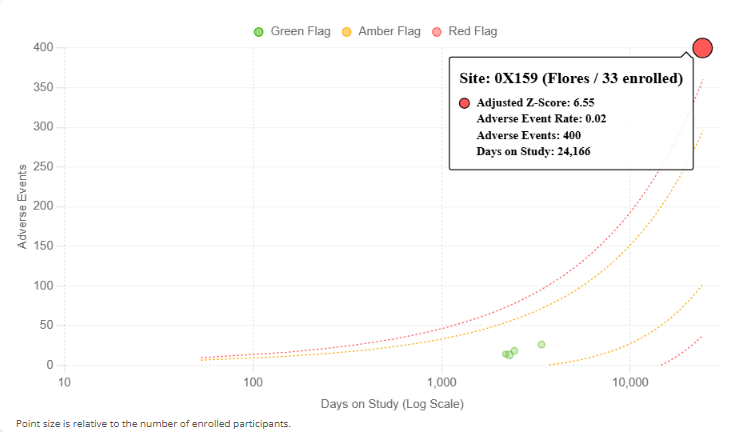 Green Flag Amber Flag Red Flag
400
350
300
250
200
150
100
50
0
Adverse Events
Site: 0X159 (Flores / 33 enrolled)
Adjusted Z-Score: 6.55
Adverse Event Rate: 0.02
Adverse Events: 400
Days on Study: 24,166
10 100 1,000 10,000
Days on Study (Log Scale)
Point size is relative to the number of enrolled participants.